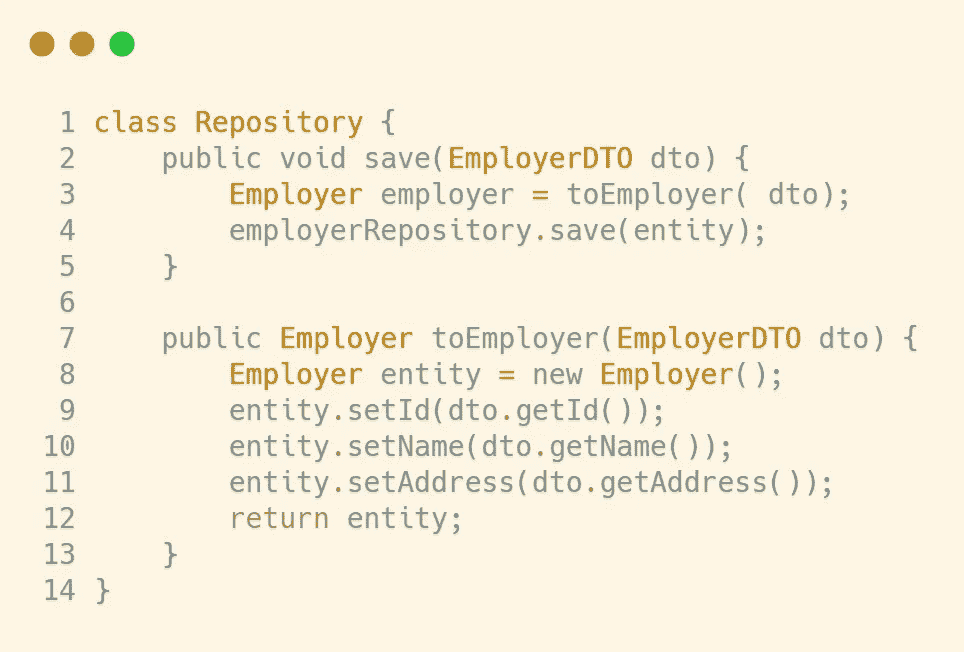 1 class Repository {
2     public void save(EmployerDTO dto) {
3         Employer employer = toEmployer( dto);
4         employerRepository.save(entity);
5     }
6
7     public Employer toEmployer(EmployerDTO dto) {
8         Employer entity = new Employer();
9         entity.setId(dto.getId());
10         entity.setName(dto.getName());
11         entity.setAddress(dto.getAddress());
12         return entity;
13     }
14 }